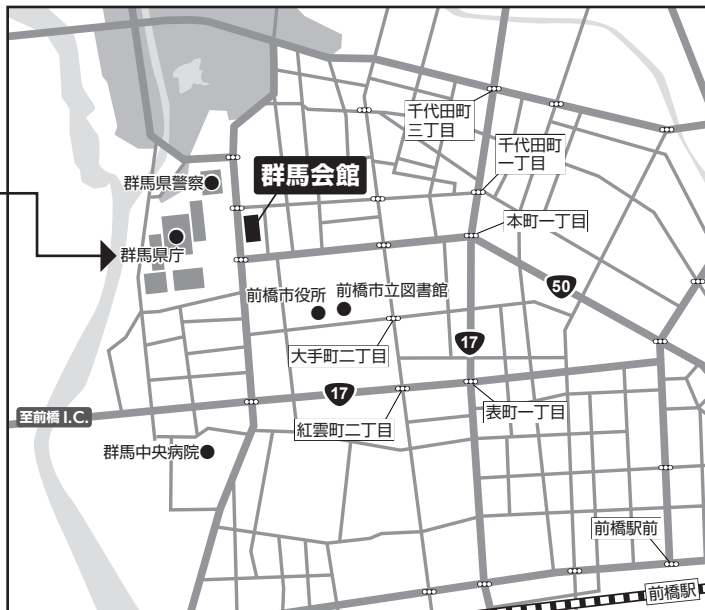 千代田町
三丁目
千代田町
一丁目
群馬県警察
群馬会館
本町一丁目
群馬県庁
50
前橋市役所
前橋市立図書館
17
大手町二丁目
17
至前橋I.C.
紅雲町二丁目
表町一丁目
群馬中央病院
前橋駅前
前橋駅